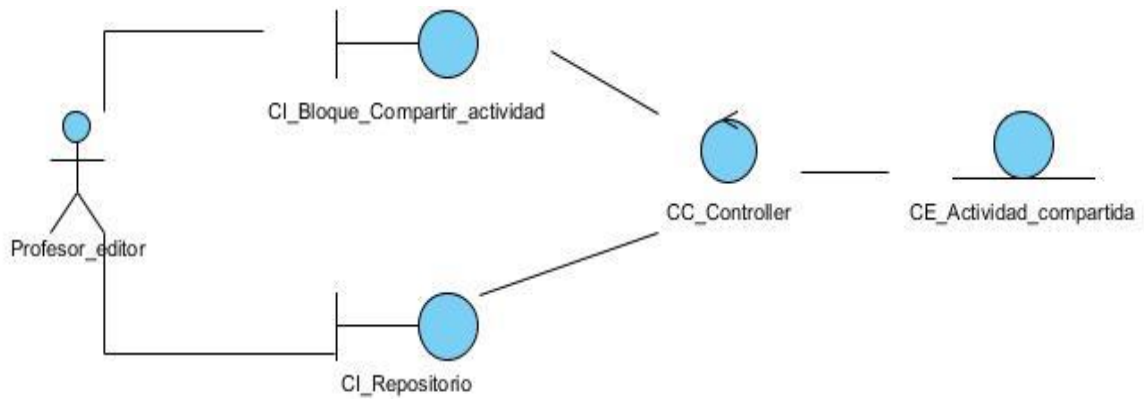 CI_Bloque_Compartir_actividad
CC_Controller
CE_Actividad_compartida
Profesor_editor
CI_Repositorio